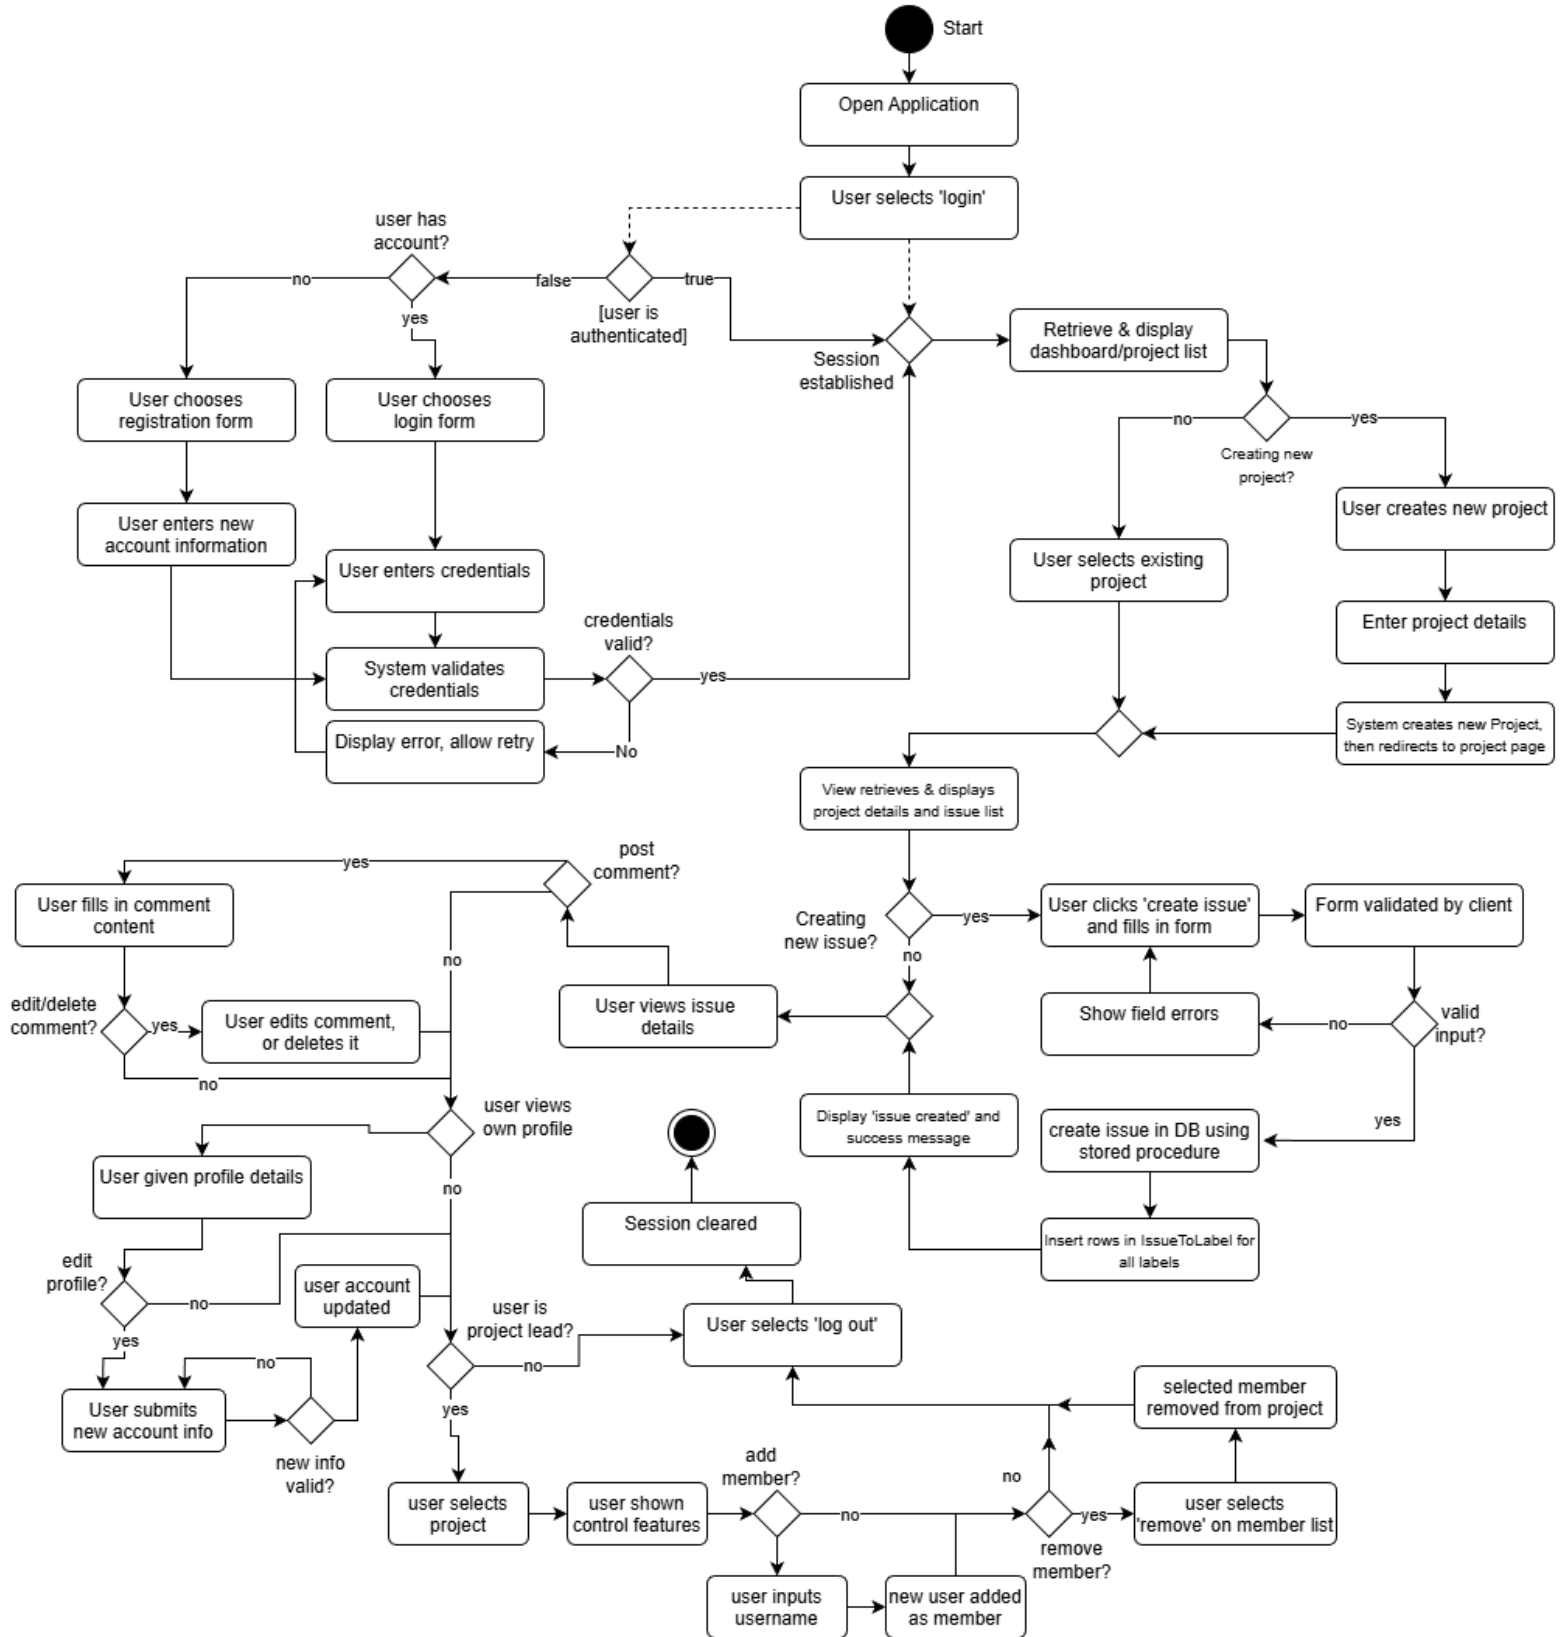 Start
Open Application
User selects 'login'
user has
account?
no
false
true
yes
[user is
authenticated]
Session
established
Retrieve & display
dashboard/project list
User chooses
registration form
User chooses
login form
no
yes
Creating new
project?
User creates new project
User enters new
account information
User enters credentials
User selects existing
project
Enter project details
credentials
valid?
System validates
credentials
yes
Display error, allow retry
No
System creates new Project,
then redirects to project page
View retrieves & displays
project details and issue list
post
comment?
yes
User fills in comment
content
Creating
new issue?
yes
no
User clicks 'create issue'
and fills in form
Form validated by client
no
edit/delete
comment?
yes
User edits comment,
or deletes it
User views issue
details
Show field errors
no
valid
input?
no
user views
own profile
Display 'issue created' and
success message
create issue in DB using
stored procedure
yes
User given profile details
no
Session cleared
Insert rows in IssueToLabel for
all labels
edit
profile?
no
user account
updated
user is
project lead?
User selects 'log out'
yes
no
no
User submits
new account info
yes
selected member
removed from project
new info
valid?
add
member?
no
user selects
project
user shown
control features
no
yes
user selects
'remove' on member list
remove
member?
user inputs
username
new user added
as member